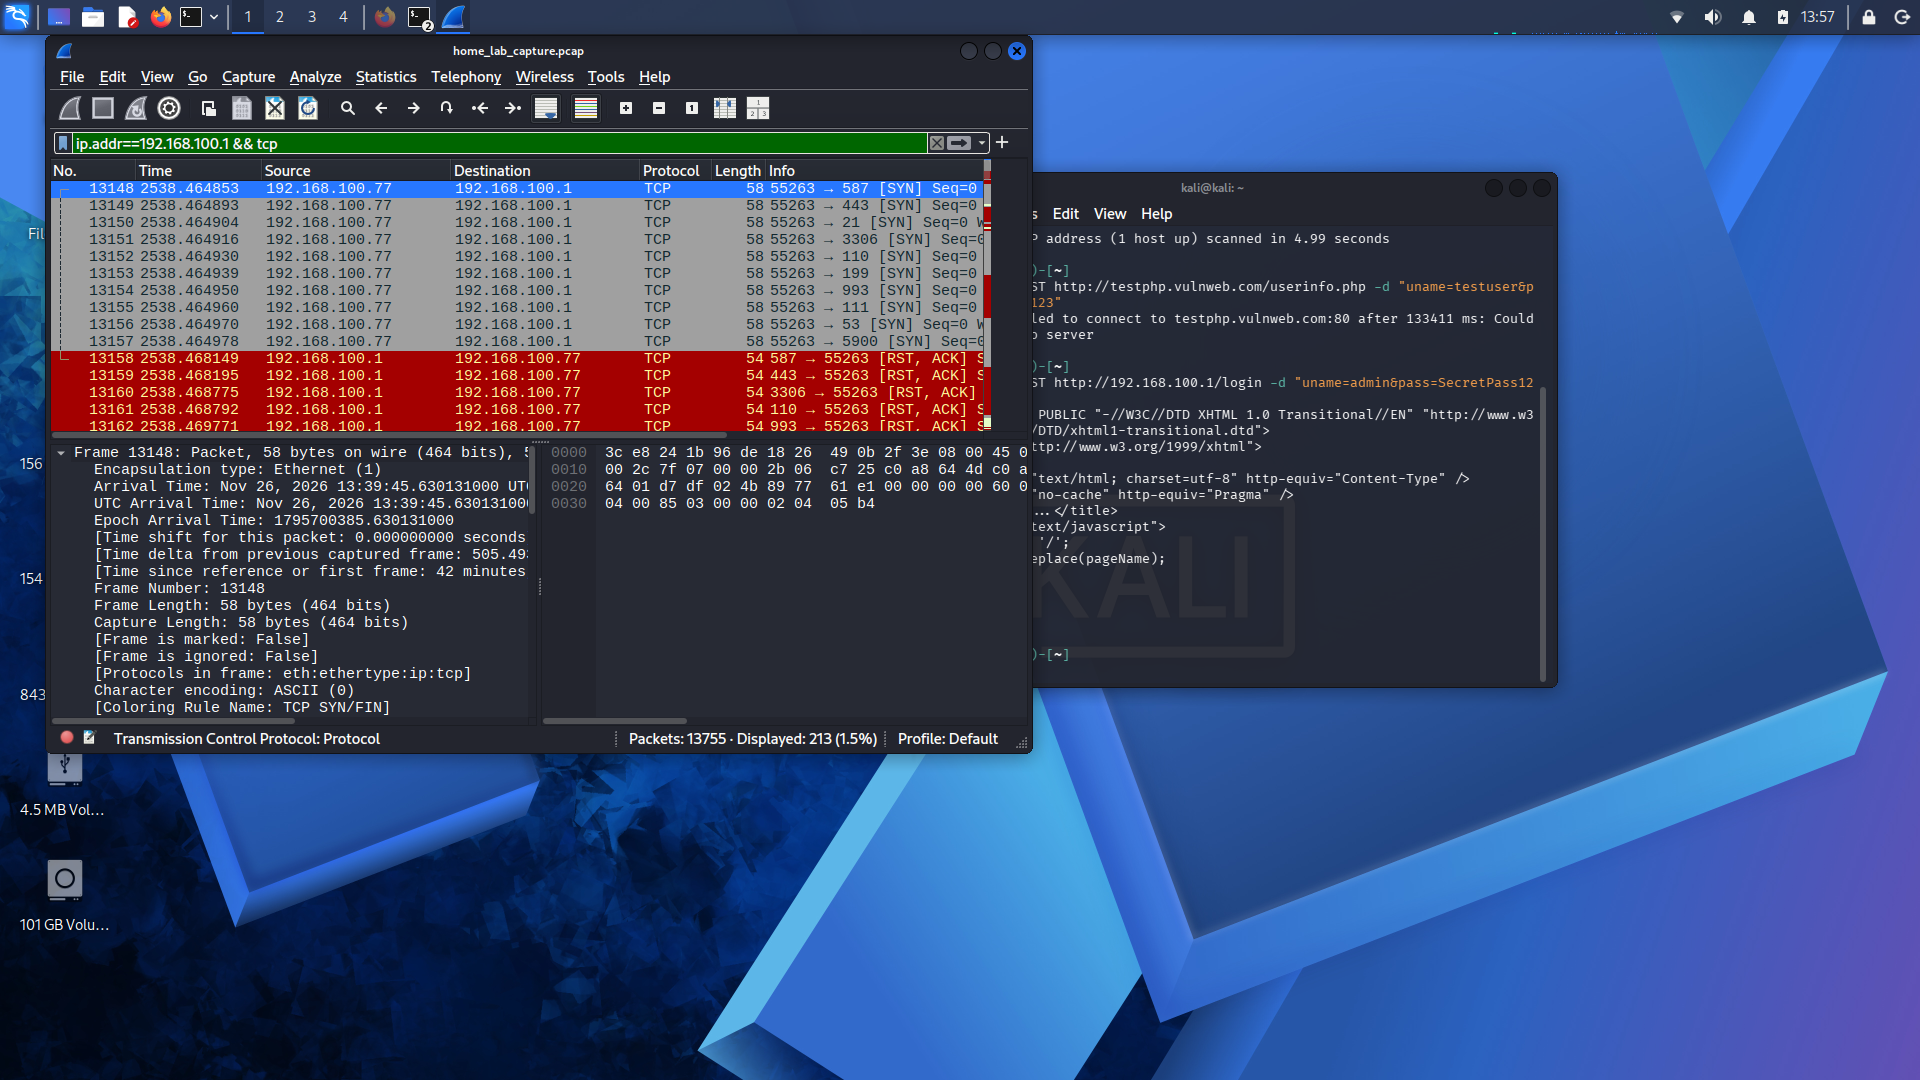 1 2 3 4 2 13:57
home_lab_capture.pcap
File Edit View Go Capture Analyze Statistics Telephony Wireless Tools Help
ip.addr==192.168.100.1 && tcp
No. Time Source Destination Protocol Length Info
13148 2538.464853 192.168.100.77 192.168.100.1 TCP 58 55263 → 587 [SYN] Seq=0
13149 2538.464893 192.168.100.77 192.168.100.1 TCP 58 55263 → 443 [SYN] Seq=0
13150 2538.464904 192.168.100.77 192.168.100.1 TCP 58 55263 → 21 [SYN] Seq=0 W
13151 2538.464916 192.168.100.77 192.168.100.1 TCP 58 55263 → 3306 [SYN] Seq=0
13152 2538.464930 192.168.100.77 192.168.100.1 TCP 58 55263 → 110 [SYN] Seq=0
13153 2538.464939 192.168.100.77 192.168.100.1 TCP 58 55263 → 199 [SYN] Seq=0
13154 2538.464950 192.168.100.77 192.168.100.1 TCP 58 55263 → 993 [SYN] Seq=0
13155 2538.464960 192.168.100.77 192.168.100.1 TCP 58 55263 → 111 [SYN] Seq=0
13156 2538.464970 192.168.100.77 192.168.100.1 TCP 58 55263 → 53 [SYN] Seq=0 W
13157 2538.464978 192.168.100.77 192.168.100.1 TCP 58 55263 → 5900 [SYN] Seq=0
13158 2538.468149 192.168.100.1 192.168.100.77 TCP 54 587 → 55263 [RST, ACK] S
13159 2538.468195 192.168.100.1 192.168.100.77 TCP 54 443 → 55263 [RST, ACK] S
13160 2538.468775 192.168.100.1 192.168.100.77 TCP 54 3306 → 55263 [RST, ACK]
13161 2538.468792 192.168.100.1 192.168.100.77 TCP 54 110 → 55263 [RST, ACK] S
13162 2538.469771 192.168.100.1 192.168.100.77 TCP 54 993 → 55263 [RST, ACK] S
Frame 13148: Packet, 58 bytes on wire (464 bits), 5
Encapsulation type: Ethernet (1)
Arrival Time: Nov 26, 2026 13:39:45.630131000 UTC
UTC Arrival Time: Nov 26, 2026 13:39:45.630131000
Epoch Arrival Time: 1795700385.630131000
[Time shift for this packet: 0.000000000 seconds
[Time delta from previous captured frame: 505.493
[Time since reference or first frame: 42 minutes
Frame Number: 13148
Frame Length: 58 bytes (464 bits)
Capture Length: 58 bytes (464 bits)
[Frame is marked: False]
[Frame is ignored: False]
[Protocols in frame: eth:ethertype:ip:tcp]
Character encoding: ASCII (0)
[Coloring Rule Name: TCP SYN/FIN]
0000 3c e8 24 1b 96 de 18 26 49 0b 2f 3e 08 00 45 0
0010 00 2c 7f 07 00 00 2b 06 c7 25 c0 a8 64 4d c0 a
0020 64 01 d7 df 02 4b 89 77 61 e1 00 00 00 00 60 0
0030 04 00 85 03 00 00 02 04 05 b4
Transmission Control Protocol: Protocol Packets: 13755 · Displayed: 213 (1.5%) Profile: Default
kali@kali: ~
s Edit View Help
P address (1 host up) scanned in 4.99 seconds
)-[~]
ST http://testphp.vulnweb.com/userinfo.php -d "uname=testuser&p
123"
led to connect to testphp.vulnweb.com:80 after 133411 ms: Could
o server
)-[~]
ST http://192.168.100.1/login -d "uname=admin&pass=SecretPass12
PUBLIC "-//W3C//DTD XHTML 1.0 Transitional//EN" "http://www.w3
/DTD/xhtml1-transitional.dtd">
ttp://www.w3.org/1999/xhtml">
"text/html; charset=utf-8" http-equiv="Content-Type" />
"no-cache" http-equiv="Pragma" />
...</title>
text/javascript">
'/';
eplace(pageName);
)-[~]
KALI
Fil
156
154
843
4.5 MB Vol...
101 GB Volu...